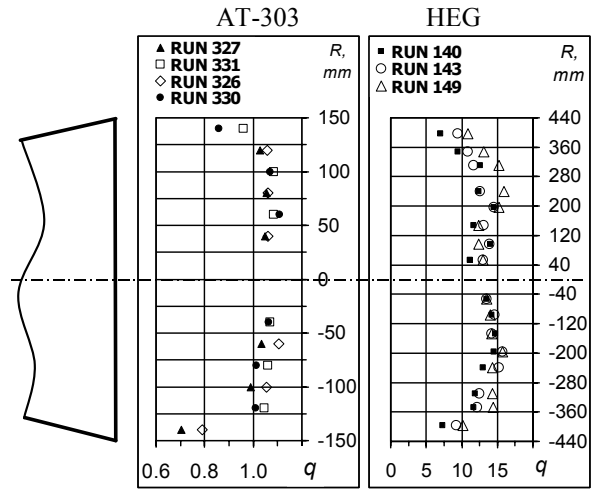 AT-303
HEG
RUN 327
RUN 331
RUN 326
RUN 330
R,
mm
RUN 140
RUN 143
RUN 149
R,
mm
150
100
50
0
-50
-100
-150
0.6 0.8 1.0 q
440
360
280
200
120
40
-40
-120
-200
-280
-360
-440
0 5 10 15 q